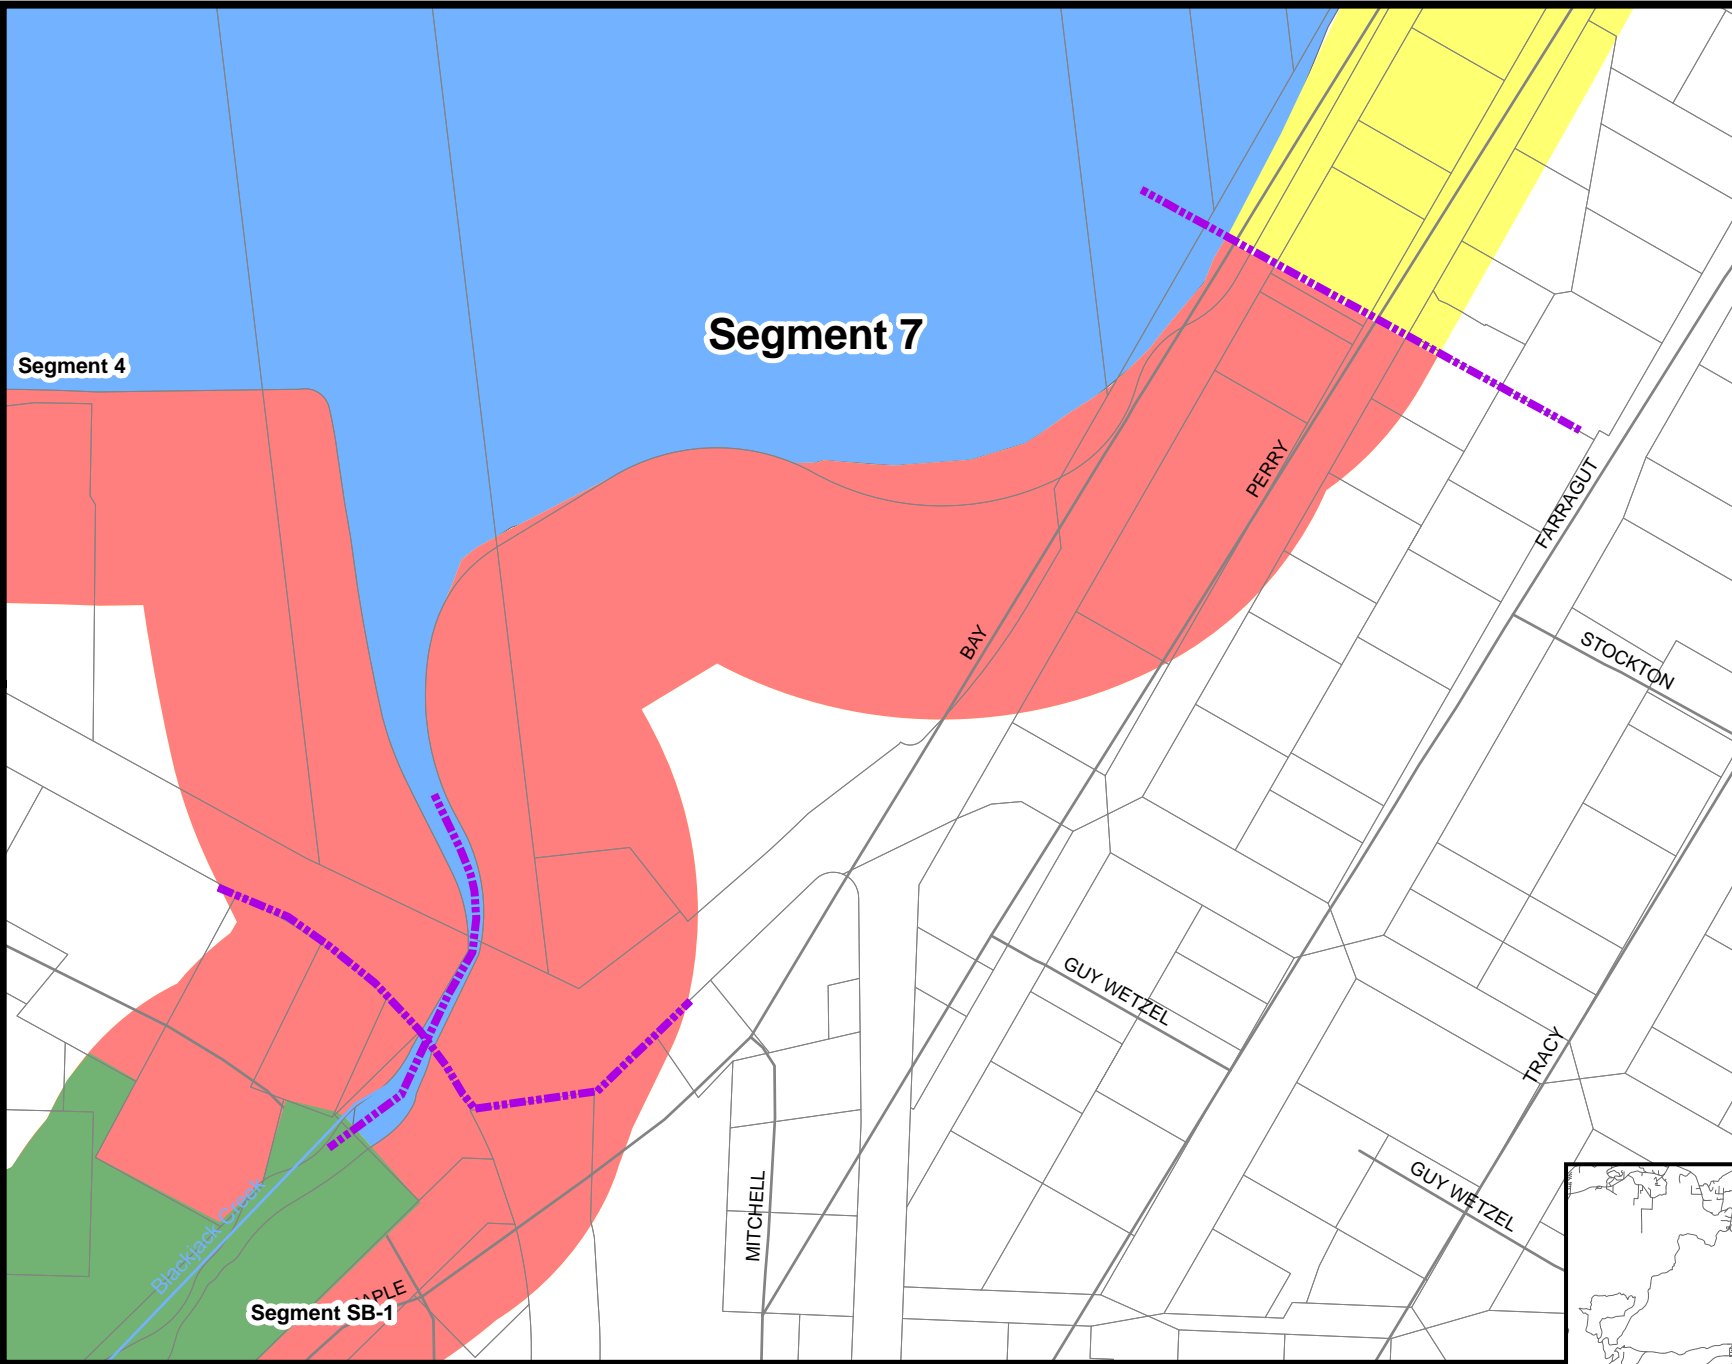 Segment 7
Segment 4
PERRY
FARRAGUT
BAY
STOCKTON
GUY WETZEL
TRACY
MITCHELL
GUY WETZEL
Blackjack Creek
Segment SB-1